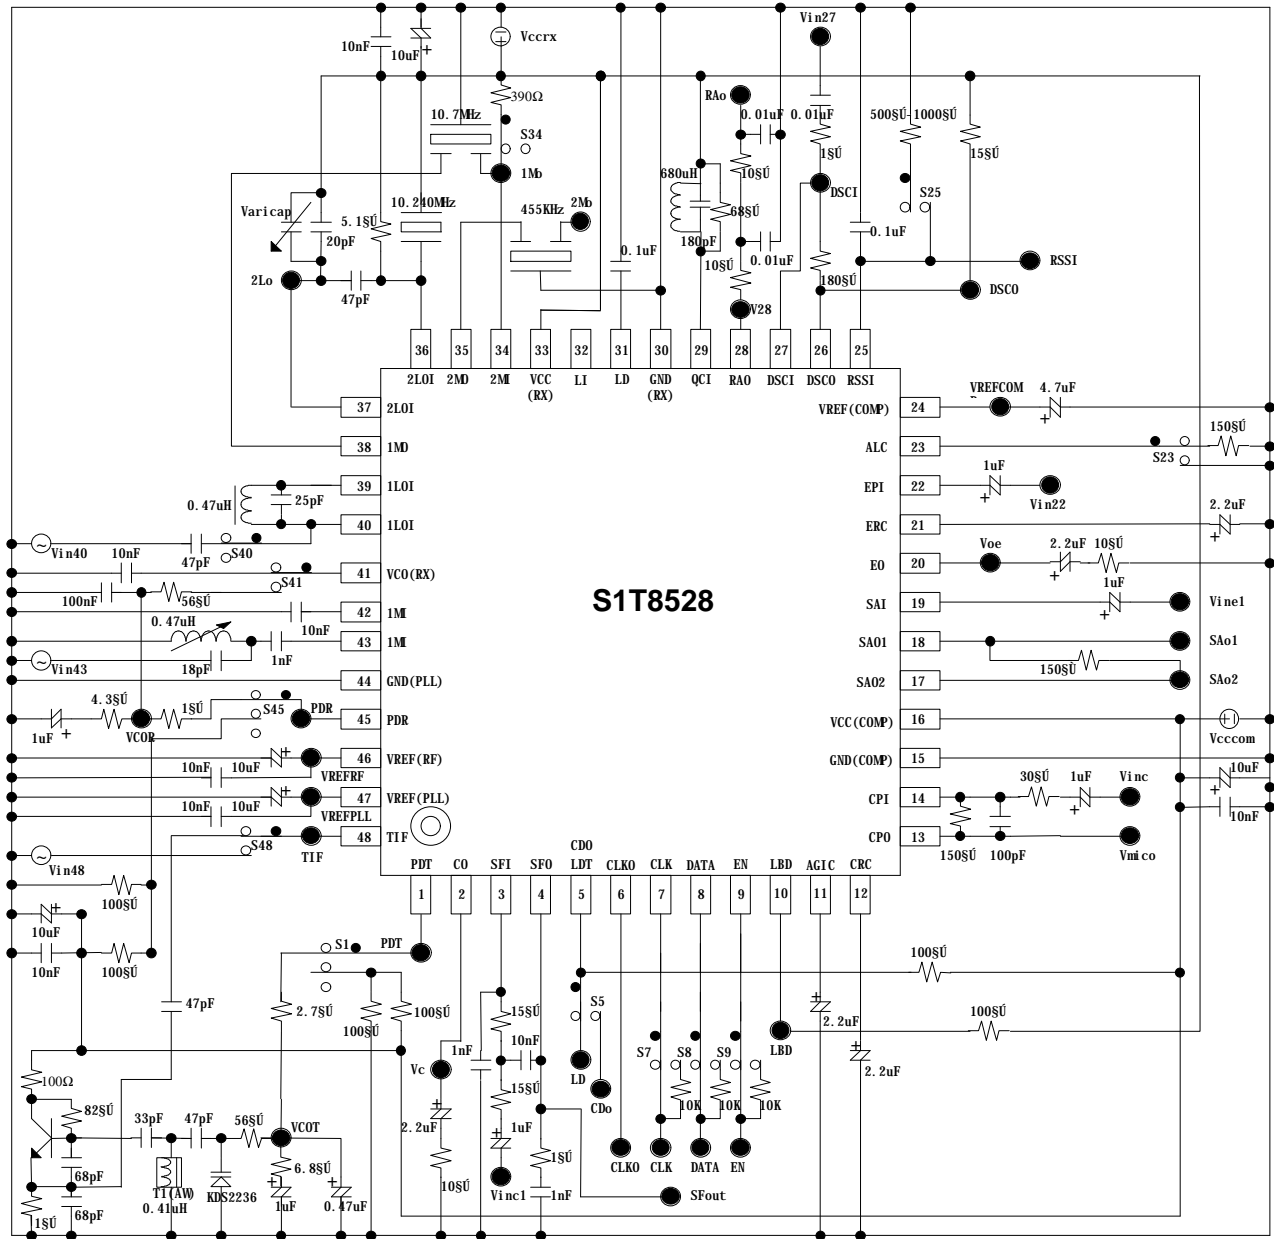 Vin27
10nF
10uF
Vccrx
390Ω
10.7MHz
S34
1Mo
RAo
0.01uF
0.01uF
500§Ú-1000§Ú
1§Ú
15§Ú
10§Ú
DSCI
S25
680uH
68§Ú
180pF
Varicap
20pF
5.1§Ú
10.240MHz
455KHz
2Mo
0.1uF
0.1uF
RSSI
2Lo
47pF
10§Ú
0.01uF
180§Ú
DSCO
V28
36
35
34
33
32
31
30
29
28
27
26
25
2LOI
2MO
2MI
VCC
(RX)
LI
LD
GND
(RX)
QCI
RAO
DSCI
DSCO
RSSI
37
2LOI
VREF(COMP)
24
VREFCOM
4.7uF
38
1MO
ALC
23
S23
150§Ú
39
1LOI
0.47uH
25pF
EPI
22
1uF
Vin22
40
1LOI
Vin40
47pF
S40
ERC
21
2.2uF
10nF
41
VCO(RX)
S41
100nF
56§Ú
EO
20
Voe
2.2uF
10§Ú
S1T8528
42
1MI
10nF
SAI
19
1uF
Vine1
0.47uH
43
1MI
1nF
Vin43
18pF
SAO1
18
SAo1
150§Ú
44
GND(PLL)
SAO2
17
SAo2
4.3§Ú
1§Ú
S45
PDR
45
PDR
1uF
VCOR
VCC(COMP)
16
Vcccom
46
VREF(RF)
10nF
10uF
VREFRF
GND(COMP)
15
10uF
10nF
47
VREF(PLL)
10nF
10uF
VREFPLL
CPI
14
30§Ú
1uF
Vinc
48
TIF
S48
TIF
Vin48
CPO
13
150§Ú
100pF
Vmico
PDT
CO
SFI
SFO
CDO
LDT
CLKO
CLK
DATA
EN
LBD
AGIC
CRC
1
2
3
4
5
6
7
8
9
10
11
12
100§Ú
10uF
10nF
100§Ú
S1
PDT
100§Ú
47pF
2.7§Ú
100§Ú
100§Ú
15§Ú
10nF
1nF
S5
2.2uF
100§Ú
LBD
S7
S8
S9
2.2uF
100Ω
Vc
15§Ú
LD
CDo
10K
10K
10K
82§Ú
33pF
47pF
56§Ú
VCOT
2.2uF
1uF
CLKO
CLK
DATA
EN
68pF
T1(AW)
0.41uH
KDS2236
6.8§Ú
1uF
0.47uF
10§Ú
Vinc1
1§Ú
1nF
SFout
1§Ú
68pF